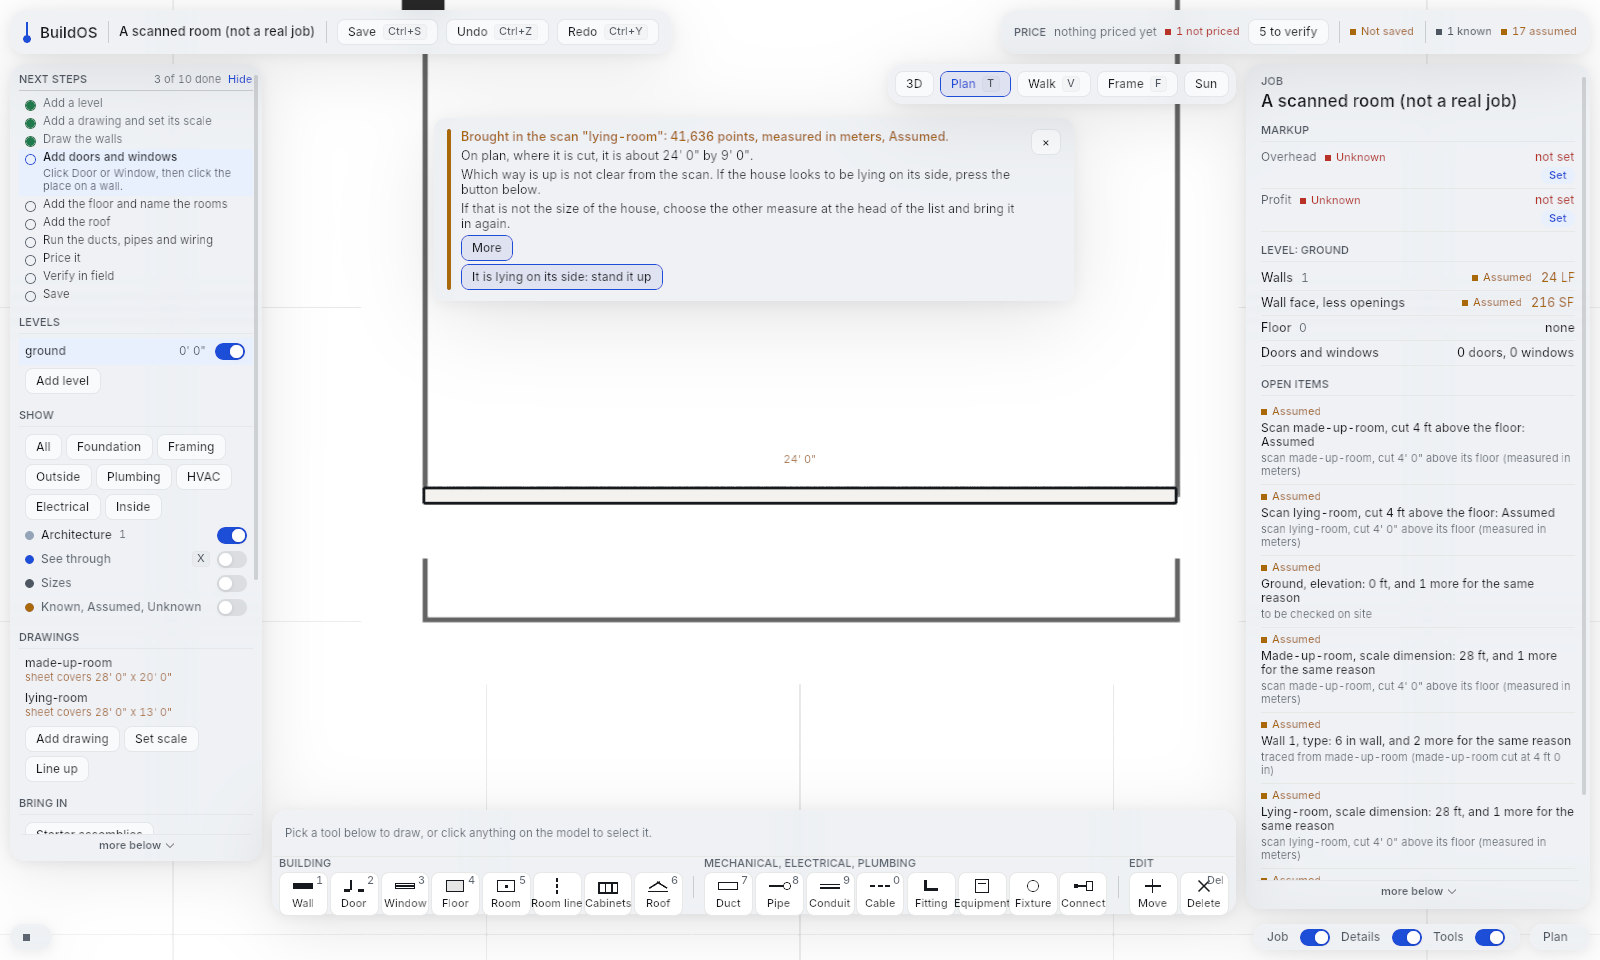 BuildOS
A scanned room (not a real job)
Save Ctrl+S
Undo Ctrl+Z
Redo Ctrl+Y
PRICE nothing priced yet 1 not priced
5 to verify
Not saved
1 known 17 assumed
NEXT STEPS
3 of 10 done Hide
Add a level
Add a drawing and set its scale
Draw the walls
Add doors and windows
Click Door or Window, then click the
place on a wall.
Add the floor and name the rooms
Add the roof
Run the ducts, pipes and wiring
Price it
Verify in field
Save
LEVELS
ground 0' 0"
Add level
SHOW
All Foundation Framing
Outside Plumbing HVAC
Electrical Inside
Architecture 1
See through X
Sizes
Known, Assumed, Unknown
DRAWINGS
made-up-room
sheet covers 28' 0" x 20' 0"
lying-room
sheet covers 28' 0" x 13' 0"
Add drawing Set scale
Line up
BRING IN
Starter assemblies
more below
3D Plan T Walk V Frame F Sun
Brought in the scan "lying-room": 41,636 points, measured in meters, Assumed.
×
On plan, where it is cut, it is about 24' 0" by 9' 0".
Which way is up is not clear from the scan. If the house looks to be lying on its side, press the
button below.
If that is not the size of the house, choose the other measure at the head of the list and bring it
in again.
More
It is lying on its side: stand it up
24' 0"
Pick a tool below to draw, or click anything on the model to select it.
BUILDING
Wall 1
Door 2
Window 3
Floor 4
Room 5
Room line
Cabinets
Roof 6
MECHANICAL, ELECTRICAL, PLUMBING
Duct 7
Pipe 8
Conduit 9
Cable 0
Fitting
Equipment
Fixture
Connect
EDIT
Move
Delete Del
JOB
A scanned room (not a real job)
MARKUP
Overhead Unknown not set
Set
Profit Unknown not set
Set
LEVEL: GROUND
Walls 1 Assumed 24 LF
Wall face, less openings Assumed 216 SF
Floor 0 none
Doors and windows 0 doors, 0 windows
OPEN ITEMS
Assumed
Scan made-up-room, cut 4 ft above the floor:
Assumed
scan made-up-room, cut 4' 0" above its floor (measured in
meters)
Assumed
Scan lying-room, cut 4 ft above the floor: Assumed
scan lying-room, cut 4' 0" above its floor (measured in
meters)
Assumed
Ground, elevation: 0 ft, and 1 more for the same
reason
to be checked on site
Assumed
Made-up-room, scale dimension: 28 ft, and 1 more
for the same reason
scan made-up-room, cut 4' 0" above its floor (measured in
meters)
Assumed
Wall 1, type: 6 in wall, and 2 more for the same reason
traced from made-up-room (made-up-room cut at 4 ft 0
in)
Assumed
Lying-room, scale dimension: 28 ft, and 1 more for the
same reason
scan lying-room, cut 4' 0" above its floor (measured in
meters)
Assumed
more below
Job Details Tools Plan